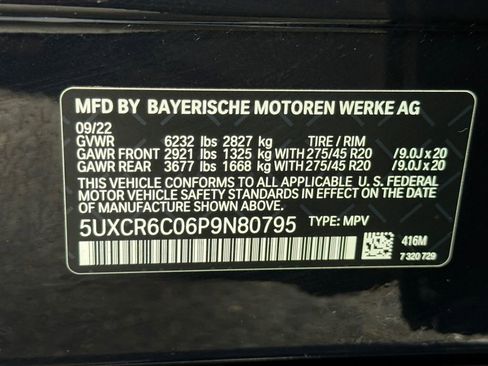 MFD BY BAYERISCHE MOTOREN WERKE AG
09/22
GVWR 6232 lbs 2827 kg TIRE / RIM
GAWR FRONT 2921 lbs 1325 kg WITH 275/45 R20 /9.0J x 20
GAWR REAR 3677 lbs 1668 kg WITH 275/45 R20 /9.0J x 20
THIS VEHICLE CONFORMS TO ALL APPLICABLE U. S. FEDERAL
MOTOR VEHICLE SAFETY STANDARDS IN EFFECT ON THE
DATE OF MANUFACTURE SHOWN ABOVE.
5UXCR6C06P9N80795 TYPE: MPV
416M
7 320 729